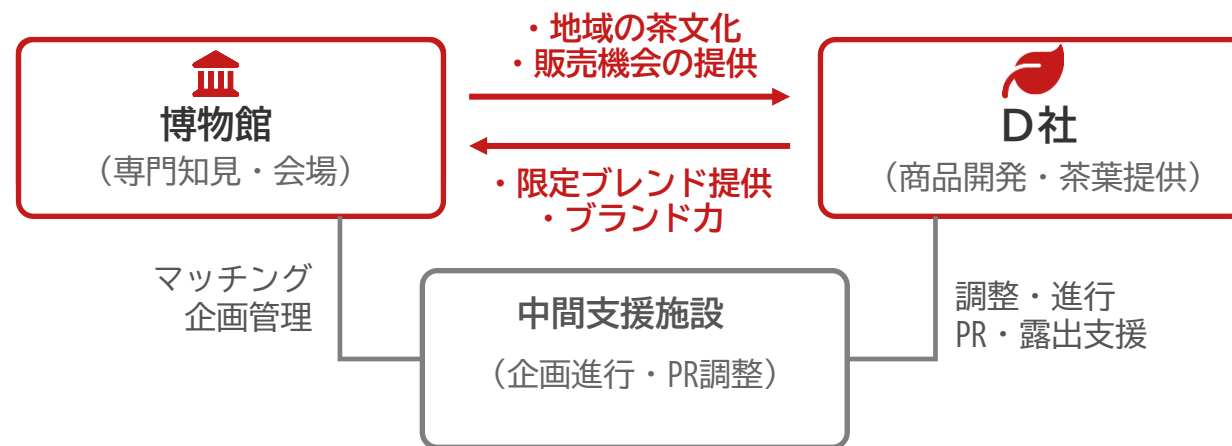 ・地域の茶文化
・販売機会の提供
博物館
（専門知見・会場）
D社
（商品開発・茶葉提供）
・限定ブレンド提供
・ブランド力
マッチング
企画管理
中間支援施設
（企画進行・PR調整）
調整・進行
PR・露出支援